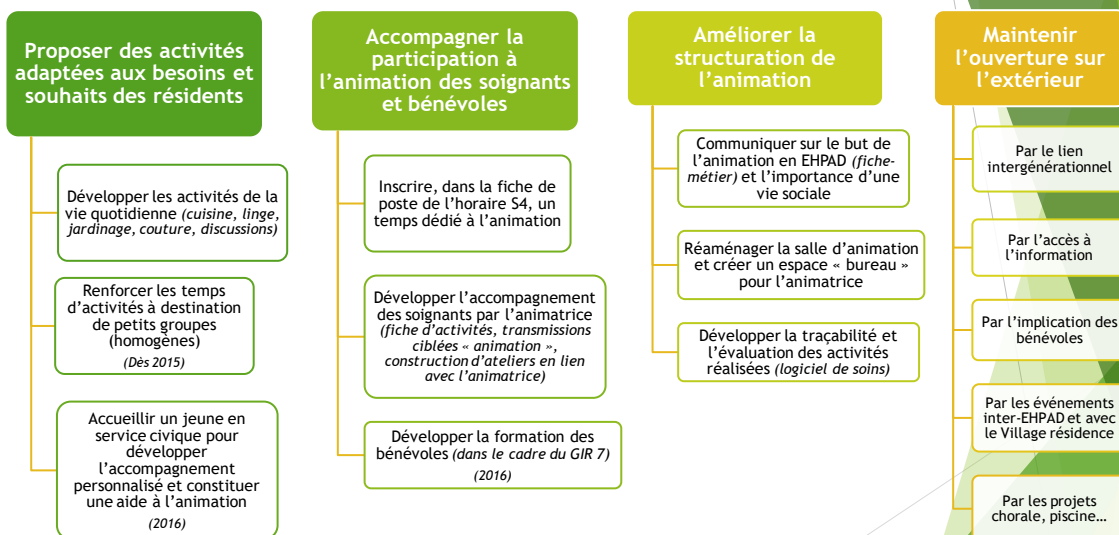 Proposer des activités
adaptées aux besoins et
souhaits des résidents
Développer les activités de la
vie quotidienne (cuisine, linge,
jardinage, couture, discussions)
Renforcer les temps
d’activités à destination
de petits groupes
(homogènes)
(Dès 2015)
Accueillir un jeune en
service civique pour
développer
l’accompagnement
personnalisé et constituer
une aide à l’animation
(2016)
Accompagner la
participation à
l’animation des soignants
et bénévoles
Inscrire, dans la fiche de
poste de l’horaire S4, un
temps dédié à l’animation
Développer l’accompagnement
des soignants par l’animatrice
(fiche d’activités, transmissions
ciblées « animation »,
construction d’ateliers en lien
avec l’animatrice)
Développer la formation des
bénévoles (dans le cadre du GIR 7)
(2016)
Améliorer la
structuration de
l’animation
Communiquer sur le but de
l’animation en EHPAD (fiche-
métier) et l’importance d’une
vie sociale
Réaménager la salle d’animation
et créer un espace « bureau »
pour l’animatrice
Développer la traçabilité et
l’évaluation des activités
réalisées (logiciel de soins)
Maintenir
l’ouverture sur
l’extérieur
Par le lien
intergénérationnel
Par l’accès à
l’information
Par l’implication des
bénévoles
Par les événements
inter-EHPAD et avec
le Village résidence
Par les projets
chorale, piscine…